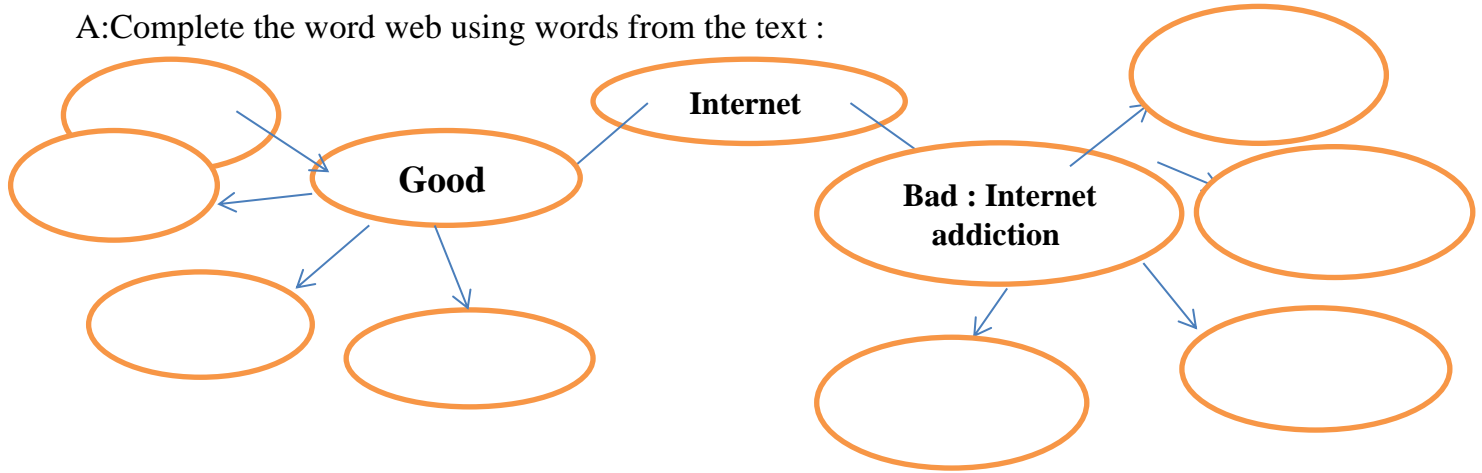 A:Complete the word web using words from the text :
Internet
Good
Bad : Internet
addiction